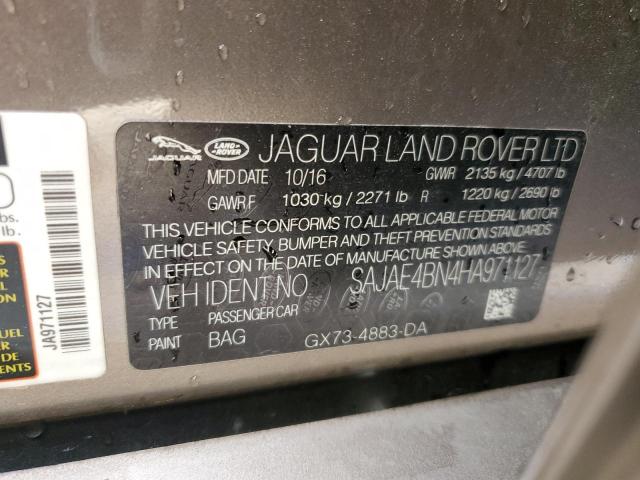 JAGUAR LAND-ROVER JAGUAR LAND ROVER LTD
MFD DATE 10/16 GWR 2135 kg / 4707 lb
GAWR F 1030 kg / 2271 lb R 1220 kg / 2690 lb
THIS VEHICLE CONFORMS TO ALL APPLICABLE FEDERAL MOTOR
VEHICLE SAFETY, BUMPER AND THEFT PREVENTION STANDARDS
IN EFFECT ON THE DATE OF MANUFACTURE SHOWN ABOVE.
VEH IDENT NO SAJAE4BN4HA971127
TYPE PASSENGER CAR
PAINT BAG GX73-4883-DA
lbs.
lb.
JA971127